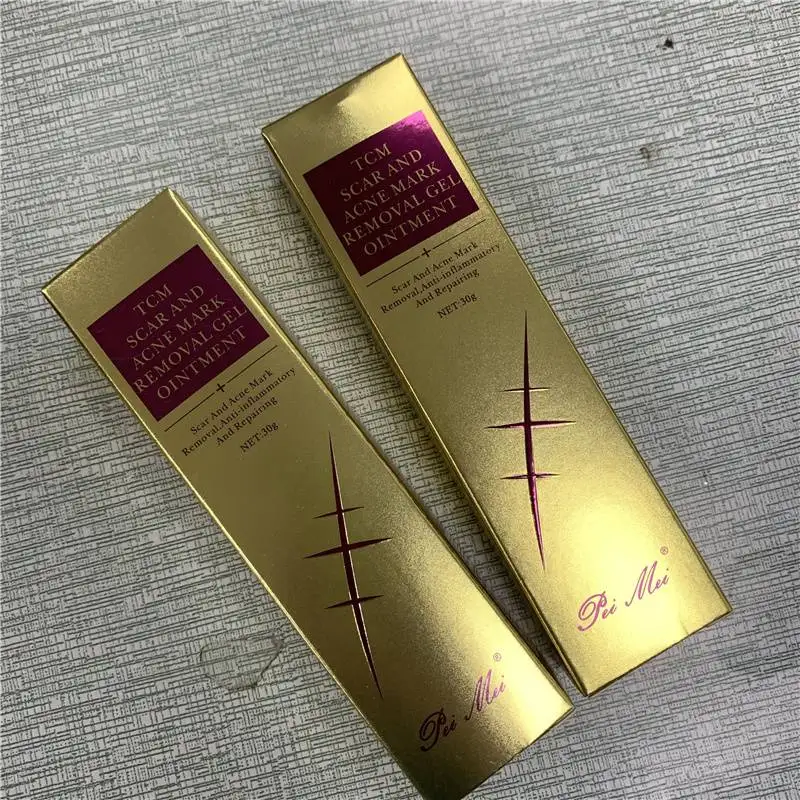 TCM
SCAR AND
ACNE MARK
REMOVAL GEL
OINTMENT
Scar And Acne Mark
Removal,Anti-inflammatory
And Repairing
NET:30g
Pei Mei®
TCM
SCAR AND
ACNE MARK
REMOVAL GEL
OINTMENT
Scar And Acne Mark
Removal,Anti-inflammatory
And Repairing
NET:30g
Pei Mei®